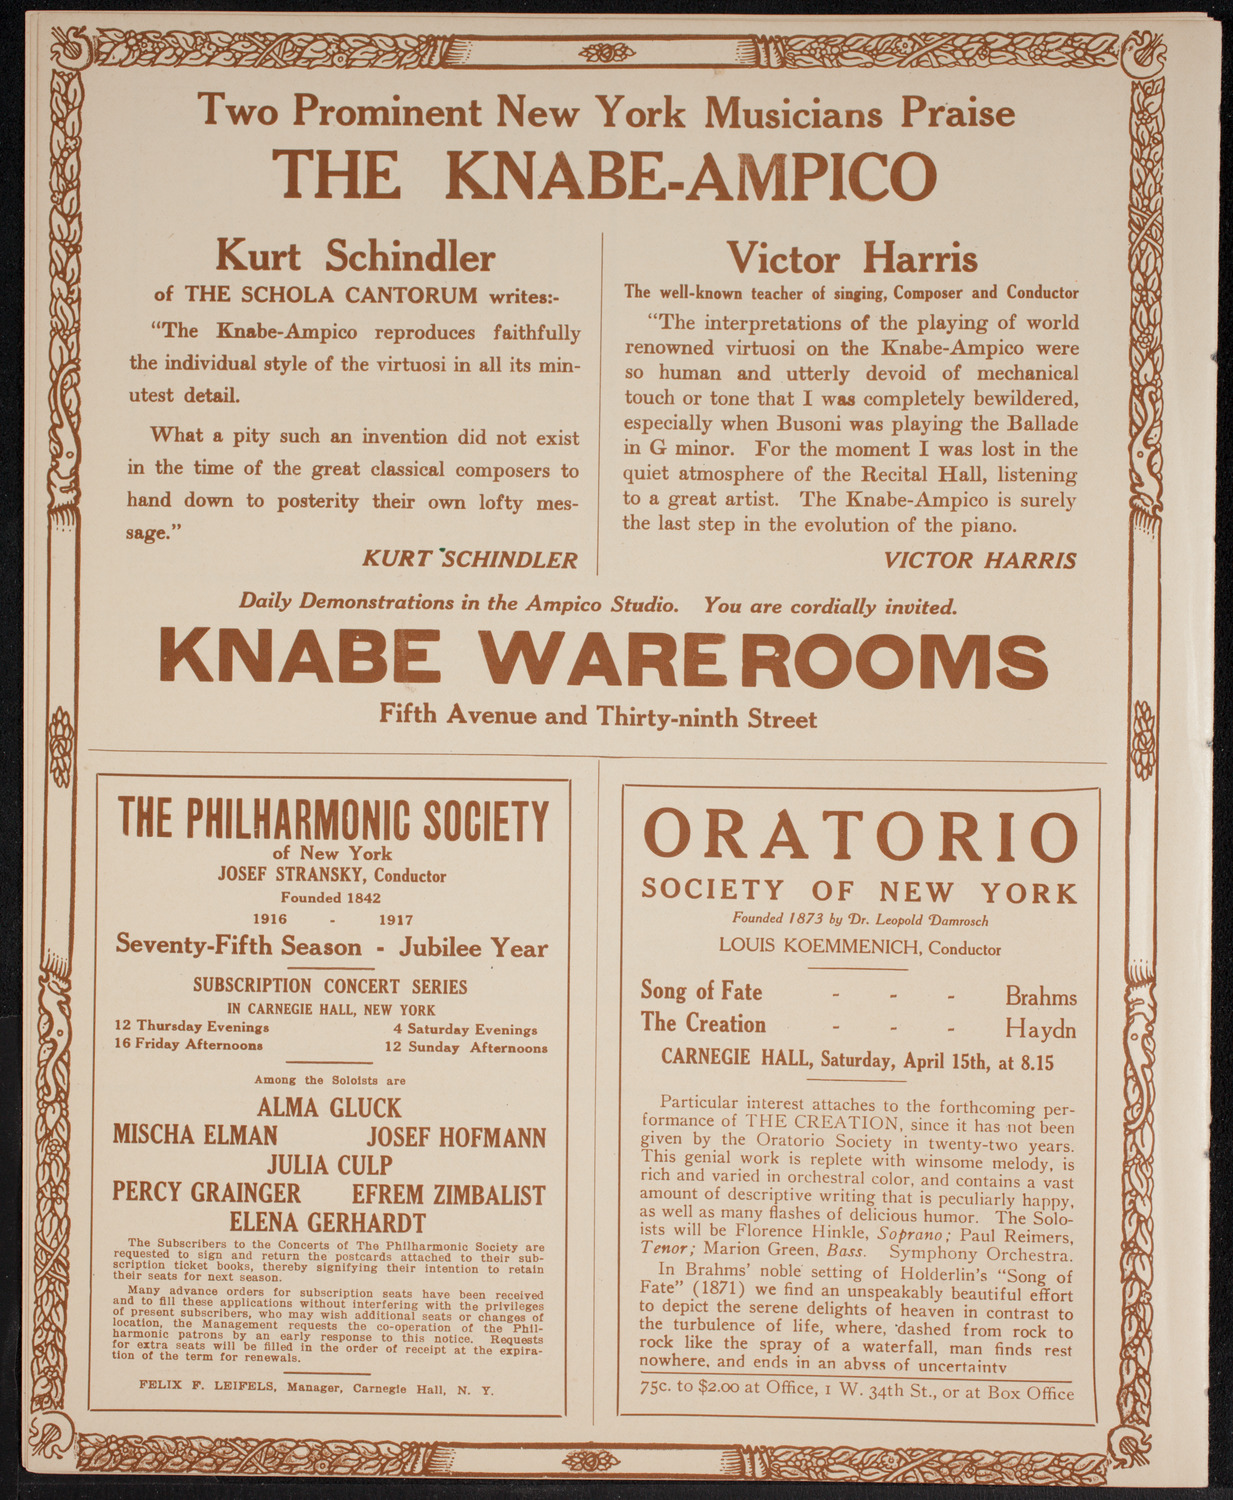 Two Prominent New York Musicians Praise
THE KNABE-AMPICO
Kurt Schindler
of THE SCHOLA CANTORUM writes:-
"The Knabe-Ampico reproduces faithfully
the individual style of the virtuosi in all its min-
utest detail.
What a pity such an invention did not exist
in the time of the great classical composers to
hand down to posterity their own lofty mes-
sage."
KURT SCHINDLER
Victor Harris
The well-known teacher of singing, Composer and Conductor
"The interpretations of the playing of world
renowned virtuosi on the Knabe-Ampico were
so human and utterly devoid of mechanical
touch or tone that I was completely bewildered,
especially when Busoni was playing the Ballade
in G minor. For the moment I was lost in the
quiet atmosphere of the Recital Hall, listening
to a great artist. The Knabe-Ampico is surely
the last step in the evolution of the piano.
VICTOR HARRIS
Daily Demonstrations in the Ampico Studio. You are cordially invited.
KNABE WAREROOMS
Fifth Avenue and Thirty-ninth Street
THE PHILHARMONIC SOCIETY
of New York
JOSEF STRANSKY, Conductor
Founded 1842
1916 - 1917
Seventy-Fifth Season - Jubilee Year
SUBSCRIPTION CONCERT SERIES
IN CARNEGIE HALL, NEW YORK
12 Thursday Evenings 4 Saturday Evenings
16 Friday Afternoons 12 Sunday Afternoons
Among the Soloists are
ALMA GLUCK
MISCHA ELMAN JOSEF HOFMANN
JULIA CULP
PERCY GRAINGER EFREM ZIMBALIST
ELENA GERHARDT
The Subscribers to the Concerts of The Philharmonic Society are
requested to sign and return the postcards attached to their sub-
scription ticket books, thereby signifying their intention to retain
their seats for next season.
Many advance orders for subscription seats have been received
and to fill these applications without interfering with the privileges
of present subscribers, who may wish additional seats or changes of
location, the Management requests the co-operation of the Phil-
harmonic patrons by an early response to this notice. Requests
for extra seats will be filled in the order of receipt at the expira-
tion of the term for renewals.
FELIX F. LEIFELS, Manager, Carnegie Hall, N. Y.
ORATORIO
SOCIETY OF NEW YORK
Founded 1873 by Dr. Leopold Damrosch
LOUIS KOEMMENICH, Conductor
Song of Fate - - - Brahms
The Creation - - - Haydn
CARNEGIE HALL, Saturday, April 15th, at 8.15
Particular interest attaches to the forthcoming per-
formance of THE CREATION, since it has not been
given by the Oratorio Society in twenty-two years.
This genial work is replete with winsome melody, is
rich and varied in orchestral color, and contains a vast
amount of descriptive writing that is peculiarly happy,
as well as many flashes of delicious humor. The Solo-
ists will be Florence Hinkle, Soprano; Paul Reimers,
Tenor; Marion Green, Bass. Symphony Orchestra.
In Brahms' noble setting of Holderlin's "Song of
Fate" (1871) we find an unspeakably beautiful effort
to depict the serene delights of heaven in contrast to
the turbulence of life, where, 'dashed from rock to
rock like the spray of a waterfall, man finds rest
nowhere, and ends in an abyss of uncertainty
75c. to $2.00 at Office, 1 W. 34th St., or at Box Office